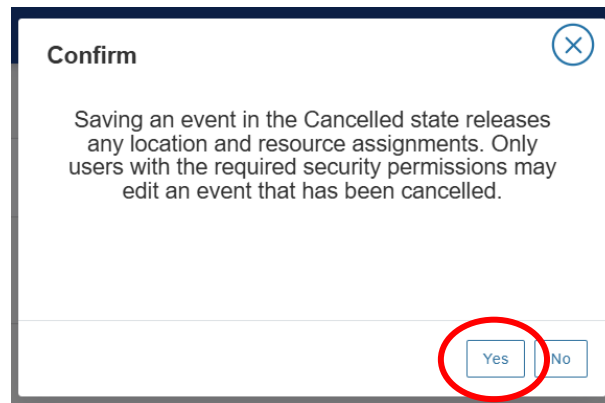 Confirm
Saving an event in the Cancelled state releases
any location and resource assignments. Only
users with the required security permissions may
edit an event that has been cancelled.
Yes No